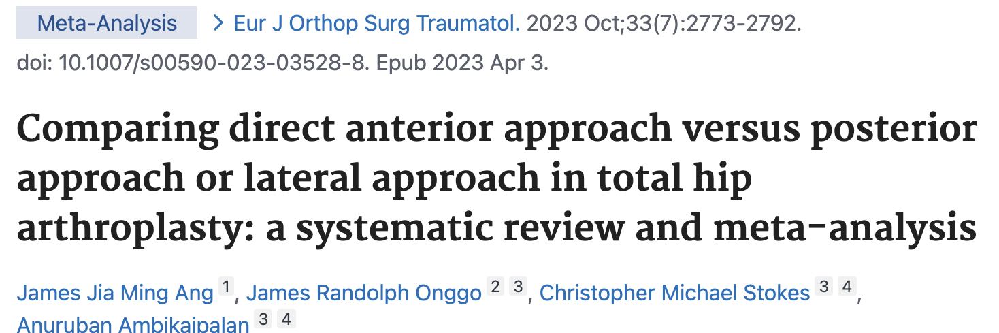 Meta-Analysis > Eur J Orthop Surg Traumatol. 2023 Oct;33(7):2773-2792.
doi: 10.1007/s00590-023-03528-8. Epub 2023 Apr 3.
Comparing direct anterior approach versus posterior
approach or lateral approach in total hip
arthroplasty: a systematic review and meta-analysis
James Jia Ming Ang 1, James Randolph Onggo 2 3, Christopher Michael Stokes 3 4,
Anuruban Ambikaipalan 3 4